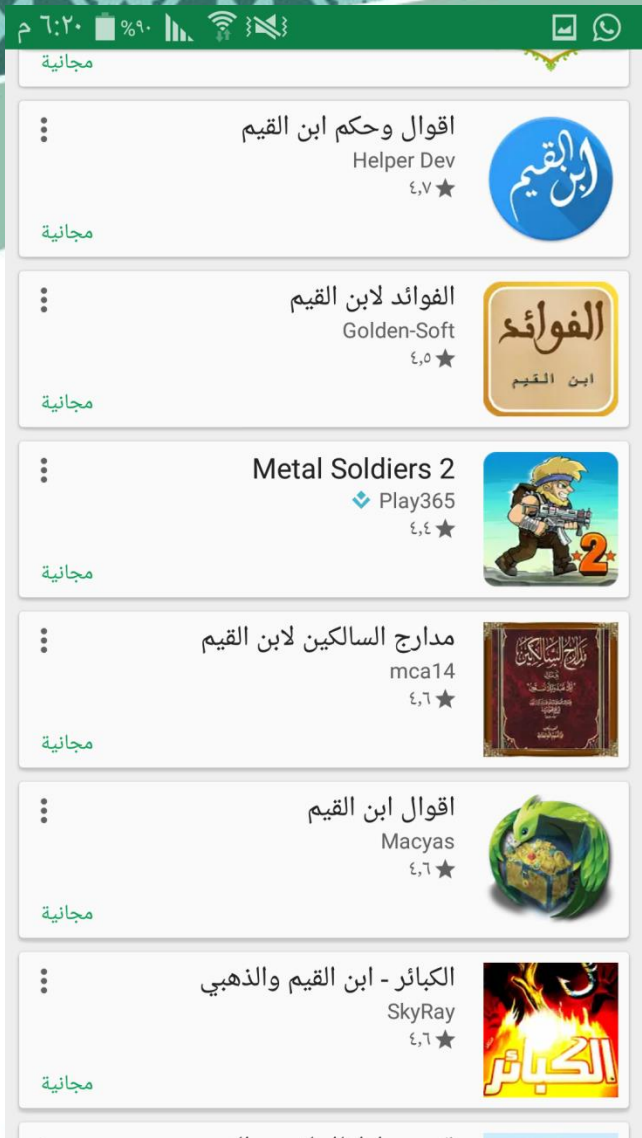 ٦:٢٠ م %٩٠
مجانية
اقوال وحكم ابن القيم
Helper Dev
٤,٧
مجانية
ابن القيم
الفوائد لابن القيم
Golden-Soft
٤,٥
مجانية
الفوائد
ابن القيم
Metal Soldiers 2
Play365
٤,٤
مجانية
2
مدارج السالكين لابن القيم
mca14
٤,٦
مجانية
مدارج السالكين
اقوال ابن القيم
Macyas
٤,٦
مجانية
الكبائر - ابن القيم والذهبي
SkyRay
٤,٦
مجانية
الكبائر